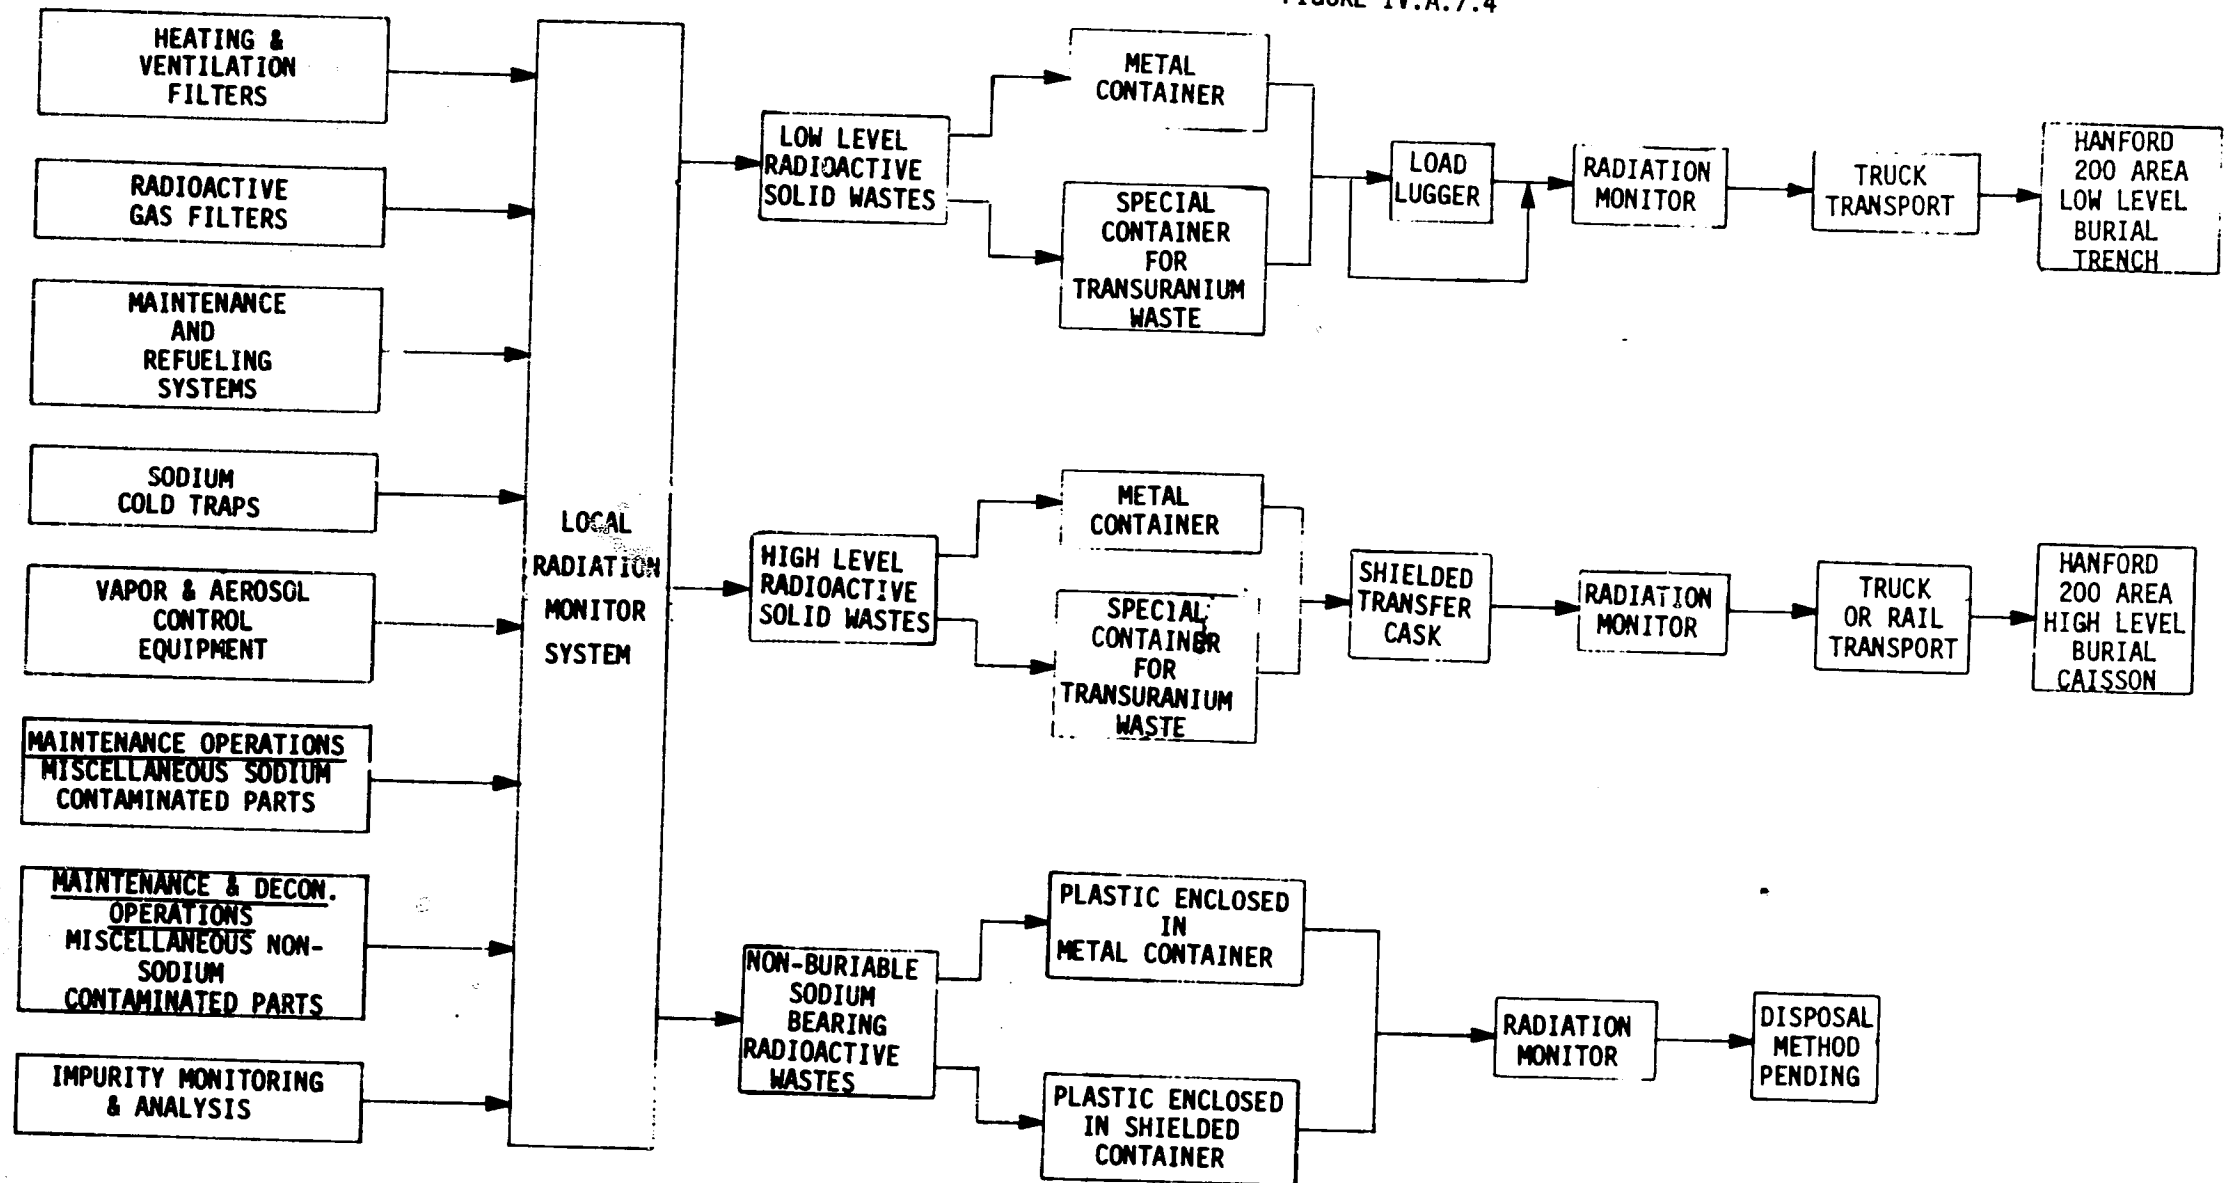 FIGURE IV.A.7.4
HEATING &
VENTILATION
FILTERS
RADIOACTIVE
GAS FILTERS
MAINTENANCE
AND
REFUELING
SYSTEMS
SODIUM
COLD TRAPS
VAPOR & AEROSOL
CONTROL
EQUIPMENT
MAINTENANCE OPERATIONS
MISCELLANEOUS SODIUM
CONTAMINATED PARTS
MAINTENANCE & DECON.
OPERATIONS
MISCELLANEOUS NON-
SODIUM
CONTAMINATED PARTS
IMPURITY MONITORING
& ANALYSIS
LOCAL
RADIATION
MONITOR
SYSTEM
LOW LEVEL
RADIOACTIVE
SOLID WASTES
METAL
CONTAINER
SPECIAL
CONTAINER
FOR
TRANSURANIUM
WASTE
LOAD
LUGGER
RADIATION
MONITOR
TRUCK
TRANSPORT
HANFORD
200 AREA
LOW LEVEL
BURIAL
TRENCH
HIGH LEVEL
RADIOACTIVE
SOLID WASTES
METAL
CONTAINER
SPECIAL
CONTAINER
FOR
TRANSURANIUM
WASTE
SHIELDED
TRANSFER
CASK
RADIATION
MONITOR
TRUCK
OR RAIL
TRANSPORT
HANFORD
200 AREA
HIGH LEVEL
BURIAL
CAISSON
NON-BURIABLE
SODIUM
BEARING
RADIOACTIVE
WASTES
PLASTIC ENCLOSED
IN
METAL CONTAINER
PLASTIC ENCLOSED
IN SHIELDED
CONTAINER
RADIATION
MONITOR
DISPOSAL
METHOD
PENDING